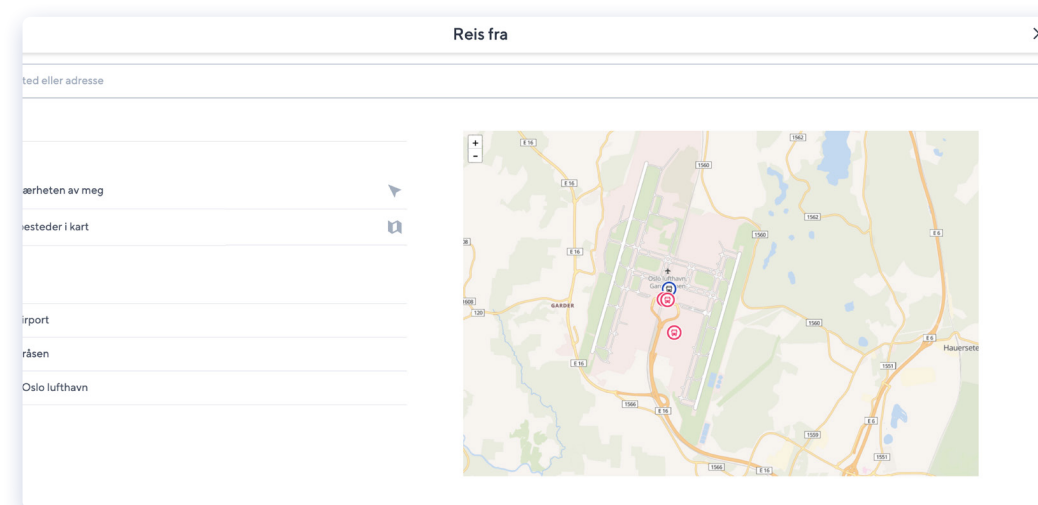 Reis fra
ted eller adresse
ærheten av meg
esteder i kart
irport
råsen
Oslo lufthavn
+
-
E 16
1562
1560
E 16
1562
E 6
1560
E 16
Oslo lufthavn
GARDER
1608
120
1560
E 6
Hauersete
E 16
1551
1566
E 16
E 6
1559
1551
1566
E 16